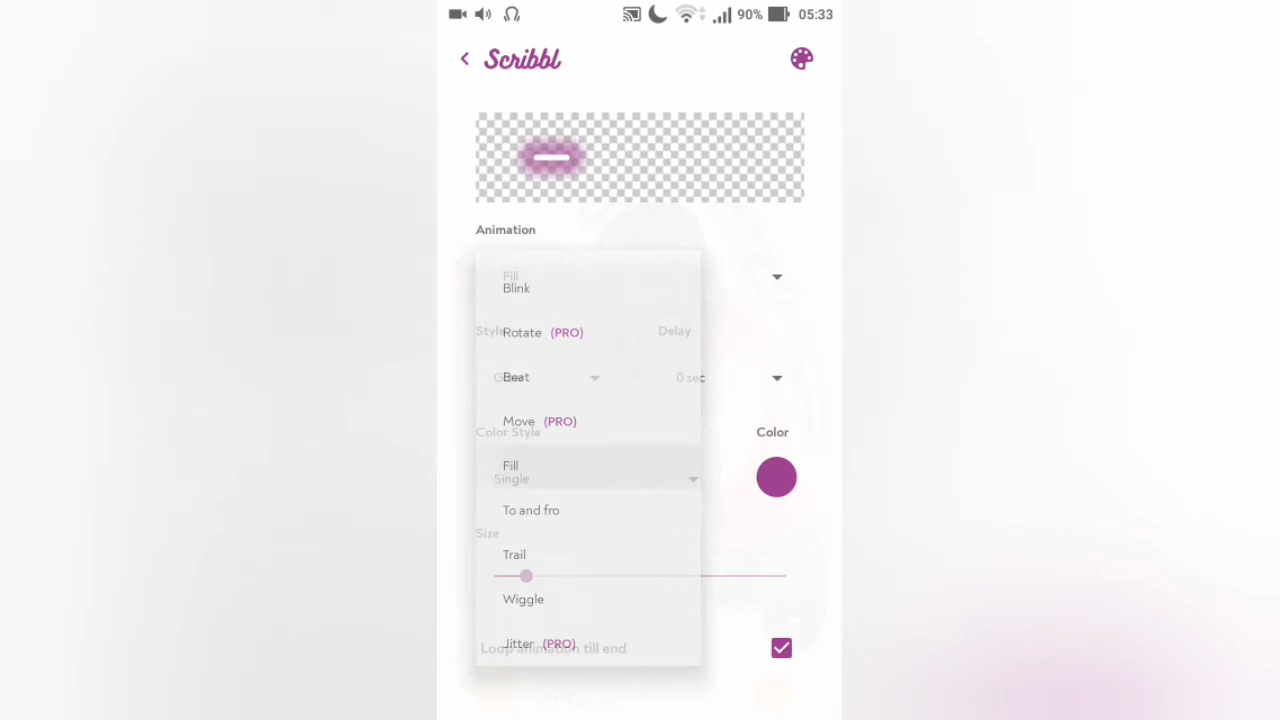 90% 05:33
Scribbl
Animation
Fill
Blink
Style Delay
Rotate (PRO)
Beat
0 sec
Move (PRO)
Color Style Color
Fill
Single
To and fro
Size
Trail
Wiggle
Jitter (PRO)
Loop animation till end